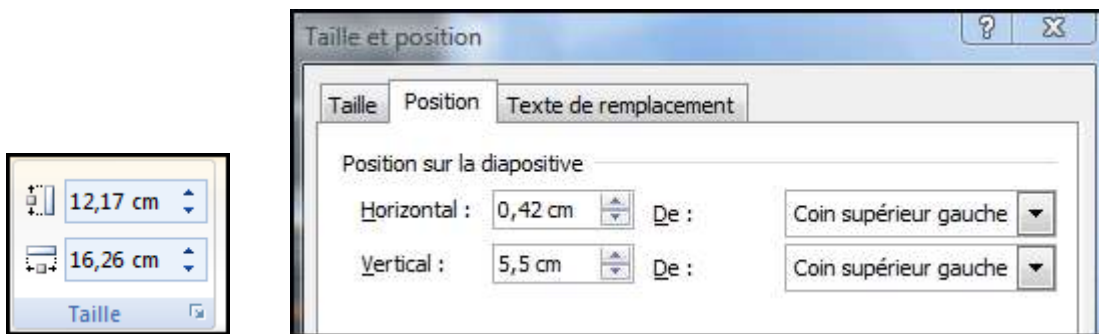 12,17 cm
16,26 cm
Taille
Taille et position
Taille Position Texte de remplacement
Position sur la diapositive
Horizontal : 0,42 cm De : Coin supérieur gauche
Vertical : 5,5 cm De : Coin supérieur gauche